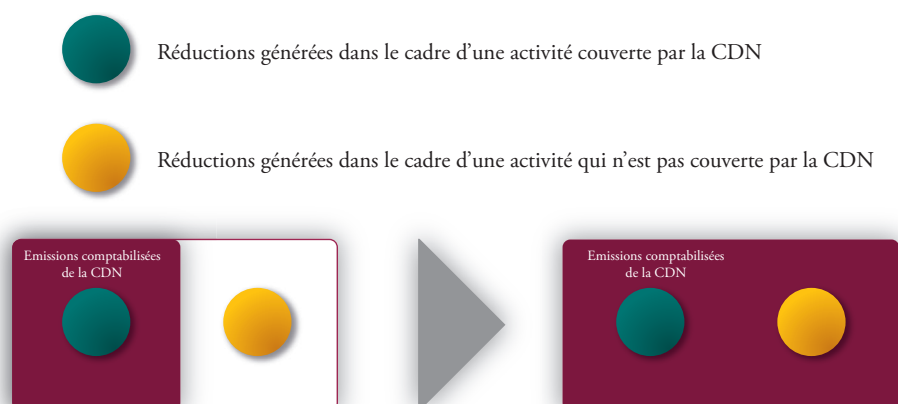 Réductions générées dans le cadre d’une activité couverte par la CDN
Réductions générées dans le cadre d’une activité qui n’est pas couverte par la CDN
Emissions comptabilisées
de la CDN
Emissions comptabilisées
de la CDN